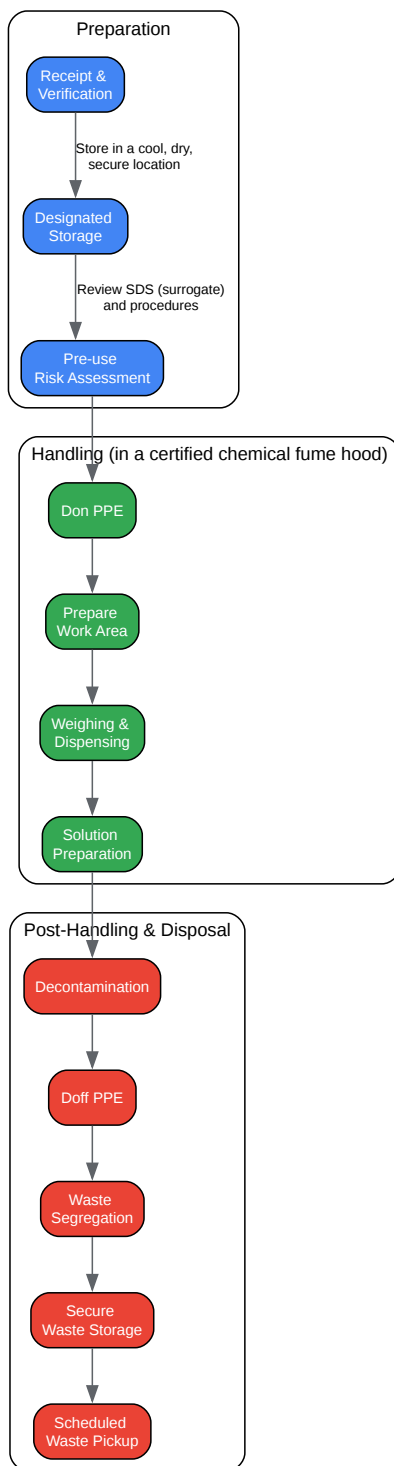 Preparation
Receipt &
Verification
Store in a cool, dry,
secure location
Designated
Storage
Review SDS (surrogate)
and procedures
Pre-use
Risk Assessment
Handling (in a certified chemical fume hood)
Don PPE
Prepare
Work Area
Weighing &
Dispensing
Solution
Preparation
Post-Handling & Disposal
Decontamination
Doff PPE
Waste
Segregation
Secure
Waste Storage
Scheduled
Waste Pickup